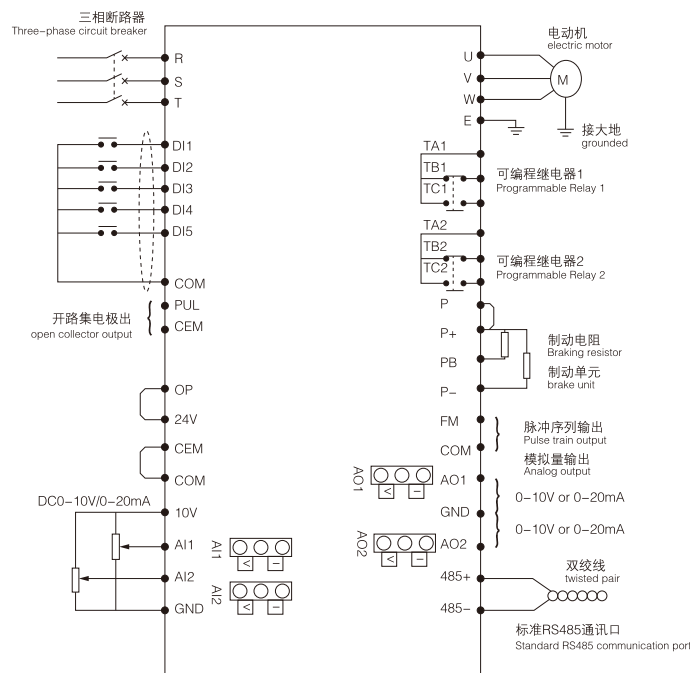 三相断路器
Three-phase circuit breaker
R
S
T
DI1
DI2
DI3
DI4
DI5
COM
PUL
CEM
开路集电极出
open collector output
OP
24V
CEM
COM
DC0-10V/0-20mA
10V
AI1
AI2
GND
AI1
V
I
AI2
V
I
U
V
W
E
电动机
electric motor
M
接大地
grounded
TA1
TB1
TC1
可编程继电器1
Programmable Relay 1
TA2
TB2
TC2
可编程继电器2
Programmable Relay 2
P
P+
PB
P-
制动电阻
Braking resistor
制动单元
brake unit
FM
COM
脉冲序列输出
Pulse train output
模拟量输出
Analog output
AO1
V
I
AO1
GND
0-10V or 0-20mA
0-10V or 0-20mA
AO2
V
I
AO2
485+
485-
双绞线
twisted pair
标准RS485通讯口
Standard RS485 communication port